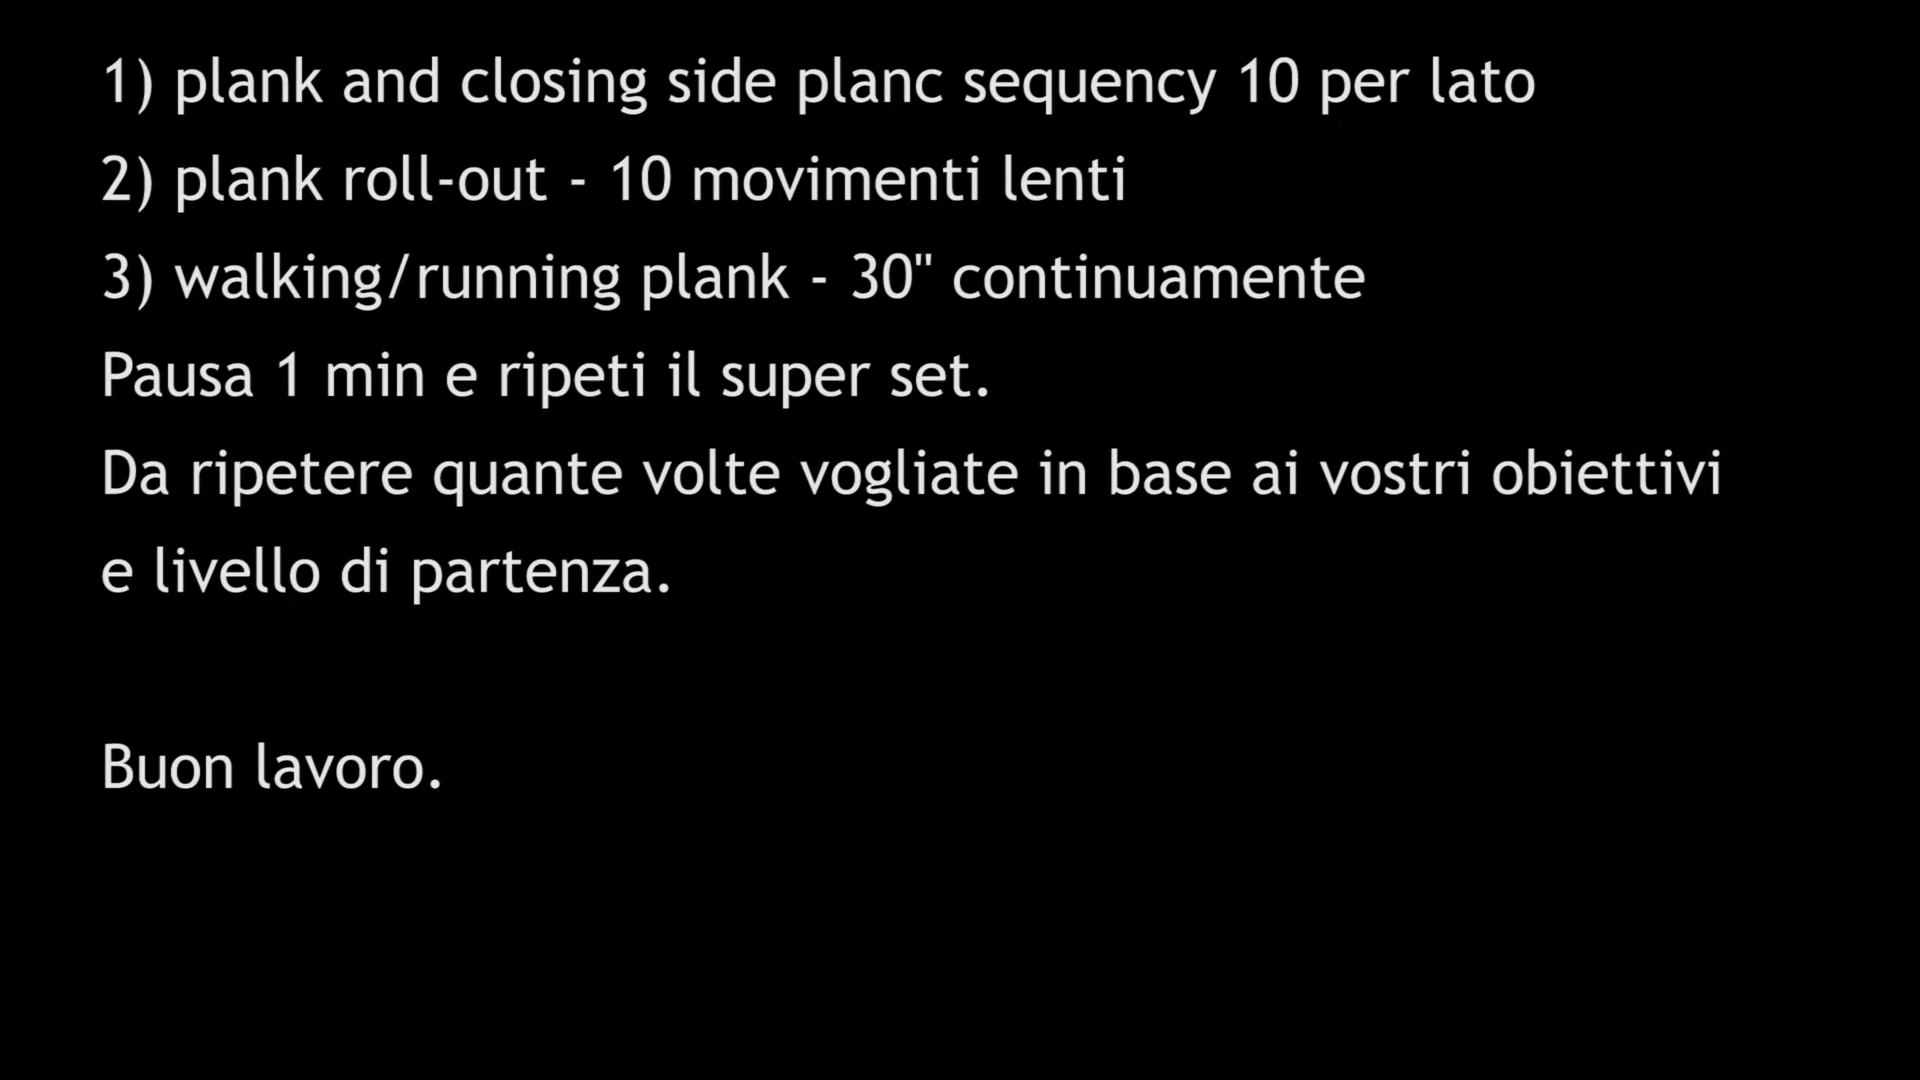 1) plank and closing side planc sequency 10 per lato
2) plank roll-out - 10 movimenti lenti
3) walking/running plank - 30" continuamente
Pausa 1 min e ripeti il super set.
Da ripetere quante volte vogliate in base ai vostri obiettivi
e livello di partenza.
Buon lavoro.